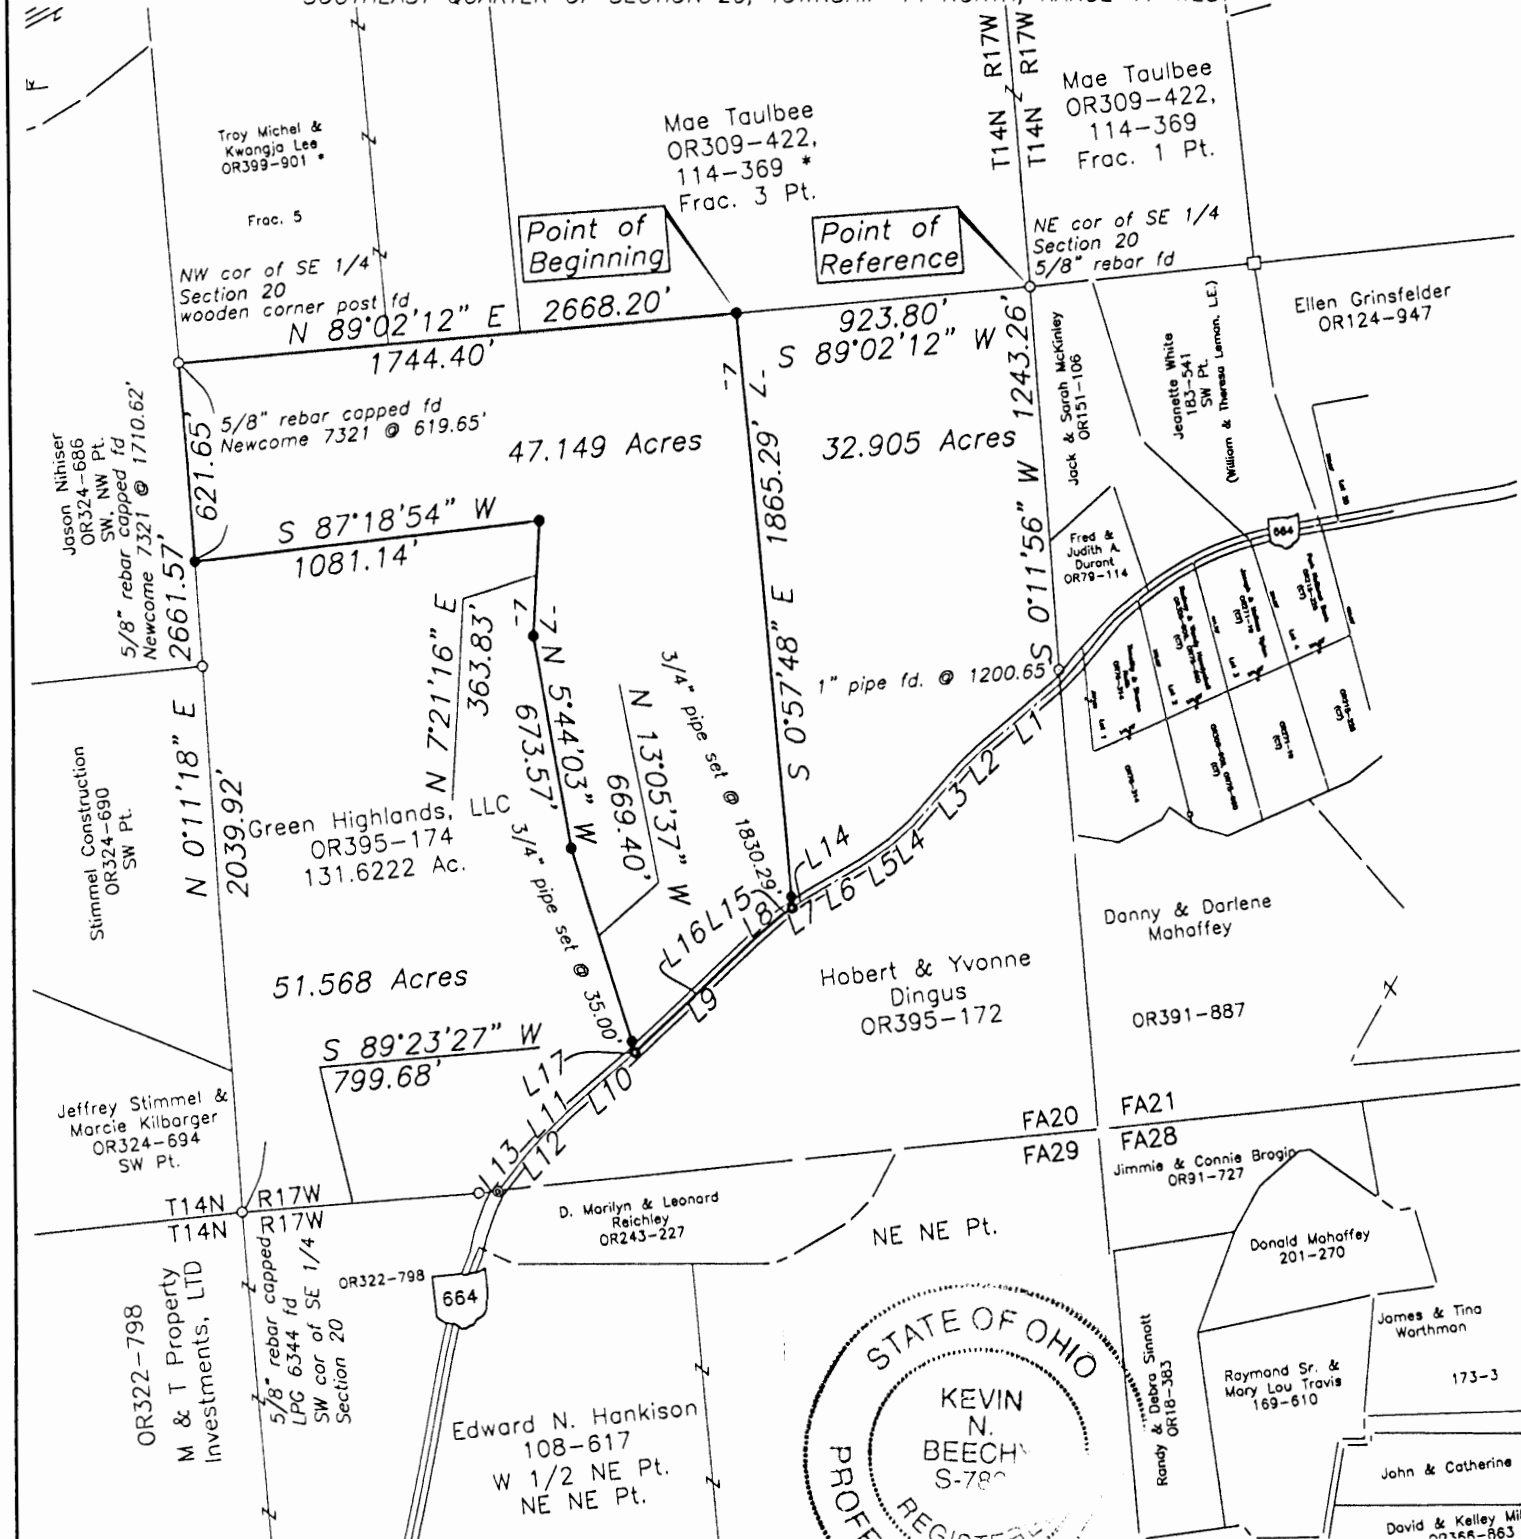 Troy Michel &
Kwangja Lee
OR399-901 *
Frac. 5
Mae Taulbee
OR309-422,
114-369 *
Frac. 3 Pt.
T14N R17W
T14N R17W
Mae Taulbee
OR309-422,
114-369
Frac. 1 Pt.
Point of
Beginning
Point of
Reference
NE cor of SE 1/4
Section 20
5/8" rebar fd
NW cor of SE 1/4
Section 20
wooden corner post fd
N 89°02'12" E 2668.20'
1744.40'
923.80'
S 89°02'12" W
Ellen Grinsfelder
OR124-947
Jack & Sarah McKinley
OR151-106
Jeanette White
183-541
SW Pt.
(William & Theresa Lemon, L.E.)
5/8" rebar capped fd
Newcome 7321 @ 619.65'
47.149 Acres
32.905 Acres
Jason Nihiser
OR324-686
SW, NW Pt.
5/8" rebar capped fd
Newcome 7321 @ 1710.62'
621.65'
2661.57'
S 87°18'54" W
1081.14'
S 0°57'48" E 1865.29'
S 0°11'56" W 1243.26'
Fred &
Judith A.
Durant
OR79-114
664
N 7°21'16" E
363.83'
N 5°44'03" W
673.57'
N 13°05'37" W
669.40'
3/4" pipe set @ 1830.29'
1" pipe fd. @ 1200.65'
Stimmel Construction
OR324-690
SW Pt.
N 0°11'18" E
2039.92'
Green Highlands, LLC
OR395-174
131.6222 Ac.
3/4" pipe set @ 35.00'
L1
L2
L3
L4
L5
L6
L7
L8
L9
L10
L11
L12
L13
L14
L15
L16
L17
51.568 Acres
S 89°23'27" W
799.68'
Hobert & Yvonne
Dingus
OR395-172
Danny & Darlene
Mahaffey
OR391-887
Jeffrey Stimmel &
Marcie Kilbarger
OR324-694
SW Pt.
FA20 FA21
FA29 FA28
Jimmie & Connie Brogin
OR91-727
T14N R17W
T14N R17W
D. Marilyn & Leonard
Reichley
OR243-227
NE NE Pt.
Donald Mahaffey
201-270
OR322-798
M & T Property
Investments, LTD
5/8" rebar capped
LPG 6344 fd
SW cor of SE 1/4
Section 20
OR322-798
664
James & Tina
Worthman
173-3
Randy & Debra Sinnott
OR18-383
Raymond Sr. &
Mary Lou Travis
169-610
Edward N. Hankison
108-617
W 1/2 NE Pt.
NE NE Pt.
STATE OF OHIO
KEVIN
N.
BEECHY
John & Catherine
David & Kelley